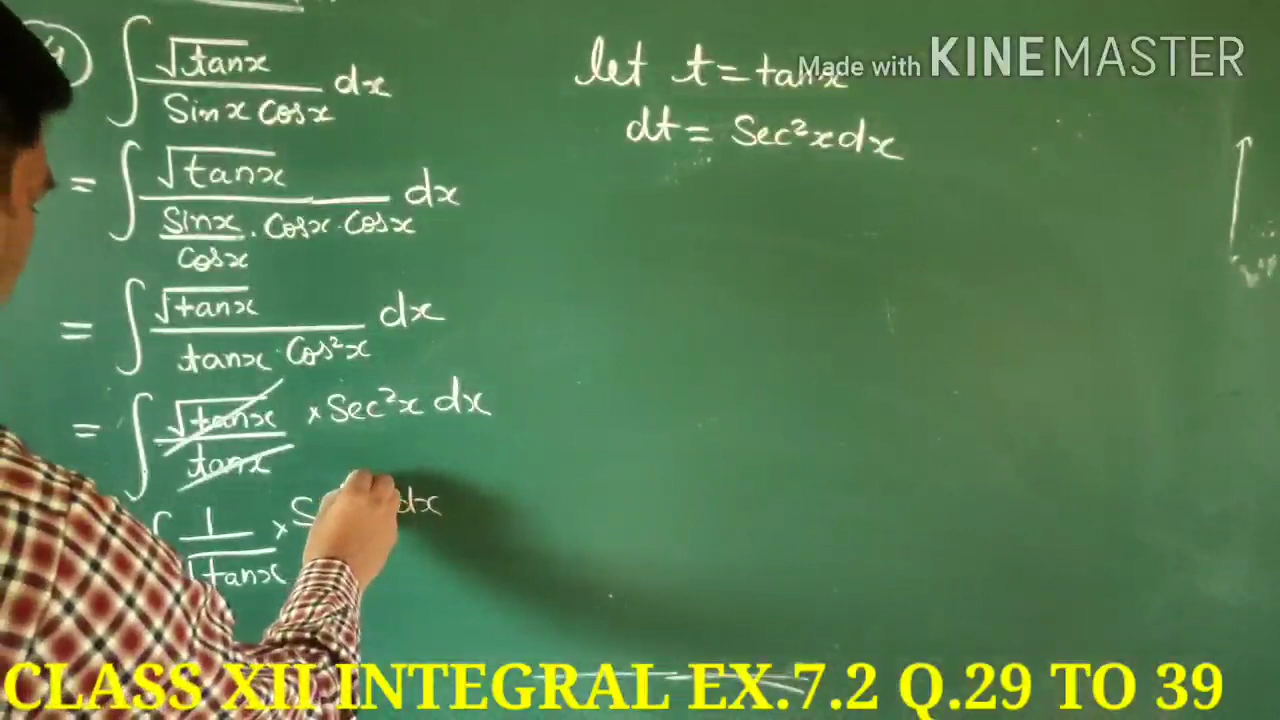 ∫ √tanx / Sinx Cosx dx
= ∫ √tanx / (Sinx/Cosx . Cosx . Cosx) dx
= ∫ √tanx / tanx . Cos²x dx
= ∫ √tanx / tanx × Sec²x dx
∫ 1 / √tanx × dx
let t = tanx
dt = Sec²x dx
Made with KINEMASTER
CLASS XII INTEGRAL EX.7.2 Q.29 TO 39